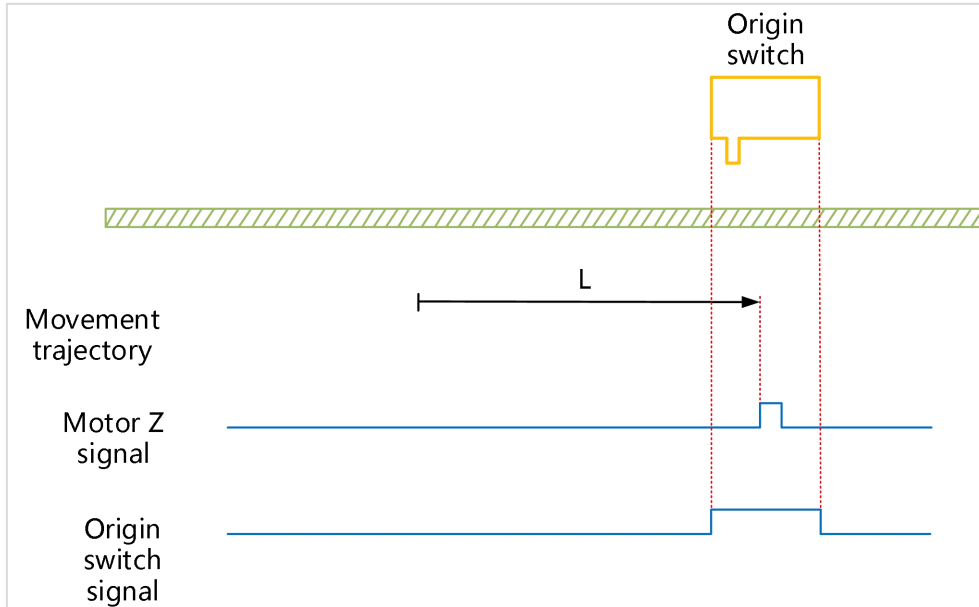 Origin
switch
L
Movement
trajectory
Motor Z
signal
Origin
switch
signal